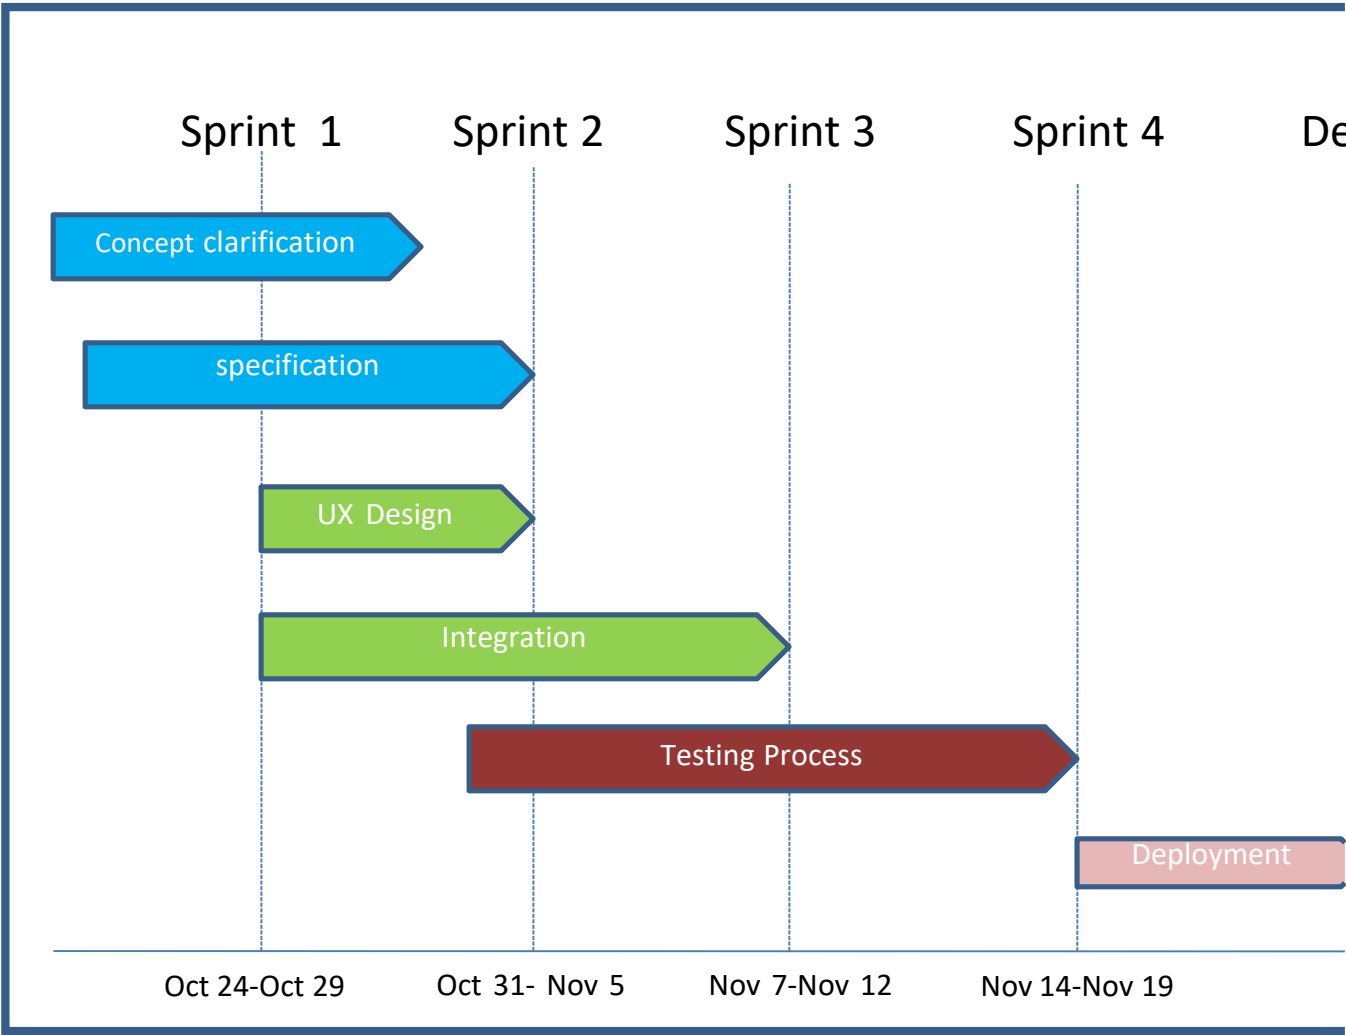 Sprint 1 Sprint 2 Sprint 3 Sprint 4 De
Concept clarification
specification
UX Design
Integration
Testing Process
Deployment
Oct 24-Oct 29 Oct 31- Nov 5 Nov 7-Nov 12 Nov 14-Nov 19